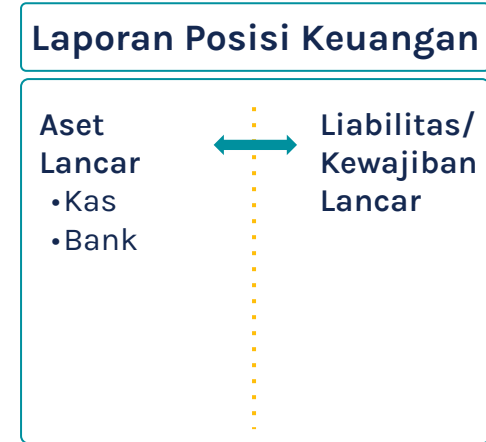 Laporan Posisi Keuangan
Aset
Lancar
•Kas
•Bank
Liabilitas/
Kewajiban
Lancar